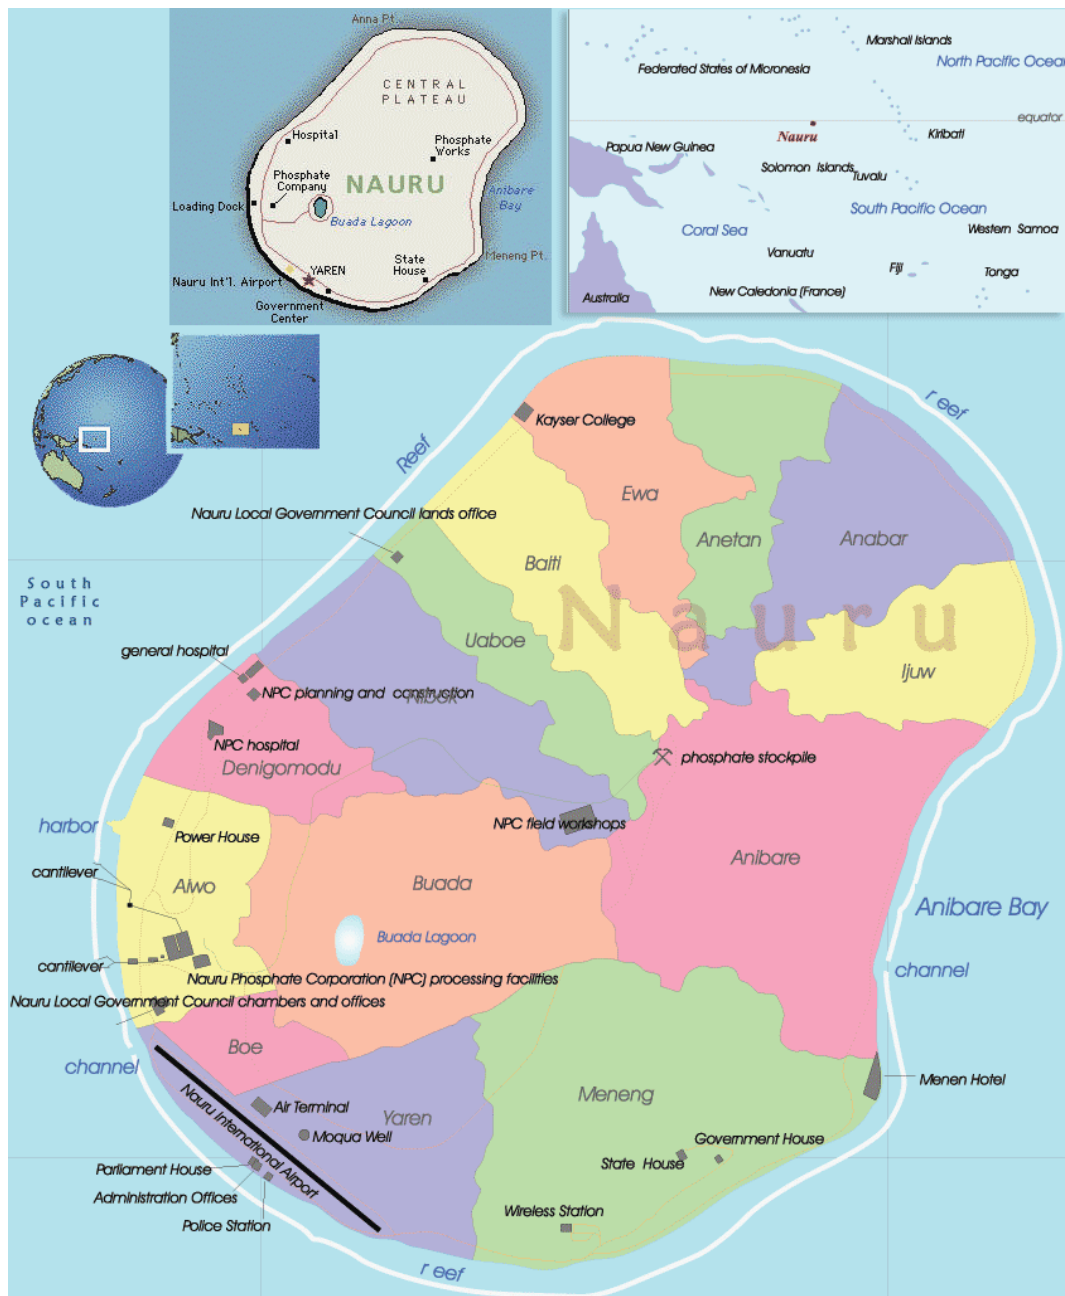 Anna Pt.
CENTRAL
PLATEAU
Hospital
Phosphate
Works
Phosphate
Company
NAURU
Loading Dock
Anibare
Bay
Buada Lagoon
Meneng Pt.
YAREN
State
House
Nauru Int'l. Airport
Government
Center
Marshall Islands
North Pacific Ocean
Federated States of Micronesia
equator
Nauru
Kiribati
Papua New Guinea
Solomon Islands
Tuvalu
South Pacific Ocean
Coral Sea
Western Samoa
Vanuatu
Fiji
Tonga
New Caledonia (France)
Australia
reef
Kayser College
Reef
Ewa
Nauru Local Government Council lands office
Anetan
Anabar
Baiti
South
Pacific
ocean
Nauru
Uaboe
general hospital
Ijuw
NPC planning and construction
Nibok
NPC hospital
phosphate stockpile
Denigomodu
harbor
Power House
NPC field workshops
Anibare
cantilever
Aiwo
Buada
Anibare Bay
Buada Lagoon
cantilever
channel
Nauru Phosphate Corporation (NPC) processing facilities
Nauru Local Government Council chambers and offices
Boe
channel
Menen Hotel
Meneng
Air Terminal
Yaren
Nauru International Airport
Moqua Well
Government House
State House
Parliament House
Administration Offices
Wireless Station
Police Station
reef